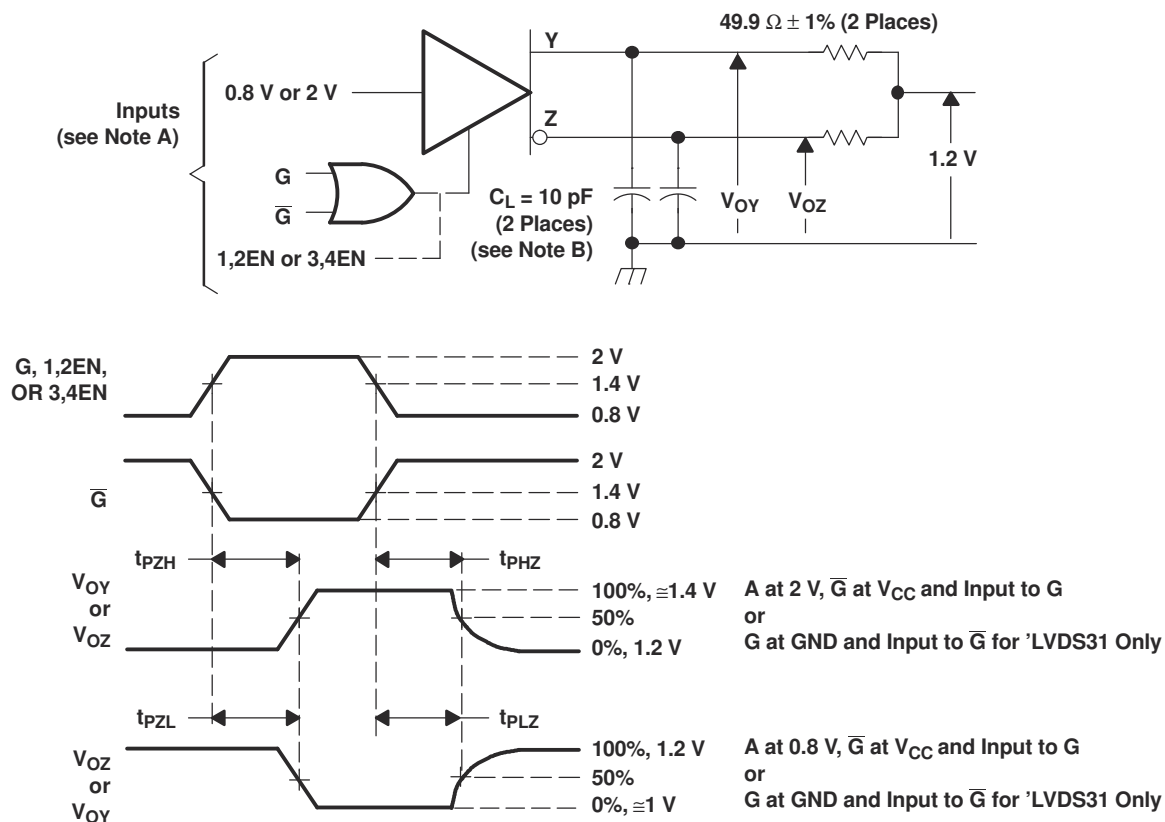 49.9 Ω ± 1% (2 Places)
Y
0.8 V or 2 V
Inputs
(see Note A)
Z
1.2 V
G
G̅
C_L = 10 pF
(2 Places)
(see Note B)
V_OY
V_OZ
1,2EN or 3,4EN
G, 1,2EN,
OR 3,4EN
2 V
1.4 V
0.8 V
G̅
2 V
1.4 V
0.8 V
t_PZH
t_PHZ
V_OY
or
V_OZ
100%, ≅1.4 V
50%
0%, 1.2 V
A at 2 V, G̅ at V_CC and Input to G
or
G at GND and Input to G̅ for ’LVDS31 Only
t_PZL
t_PLZ
V_OZ
or
V_OY
100%, 1.2 V
50%
0%, ≅1 V
A at 0.8 V, G̅ at V_CC and Input to G
or
G at GND and Input to G̅ for ’LVDS31 Only